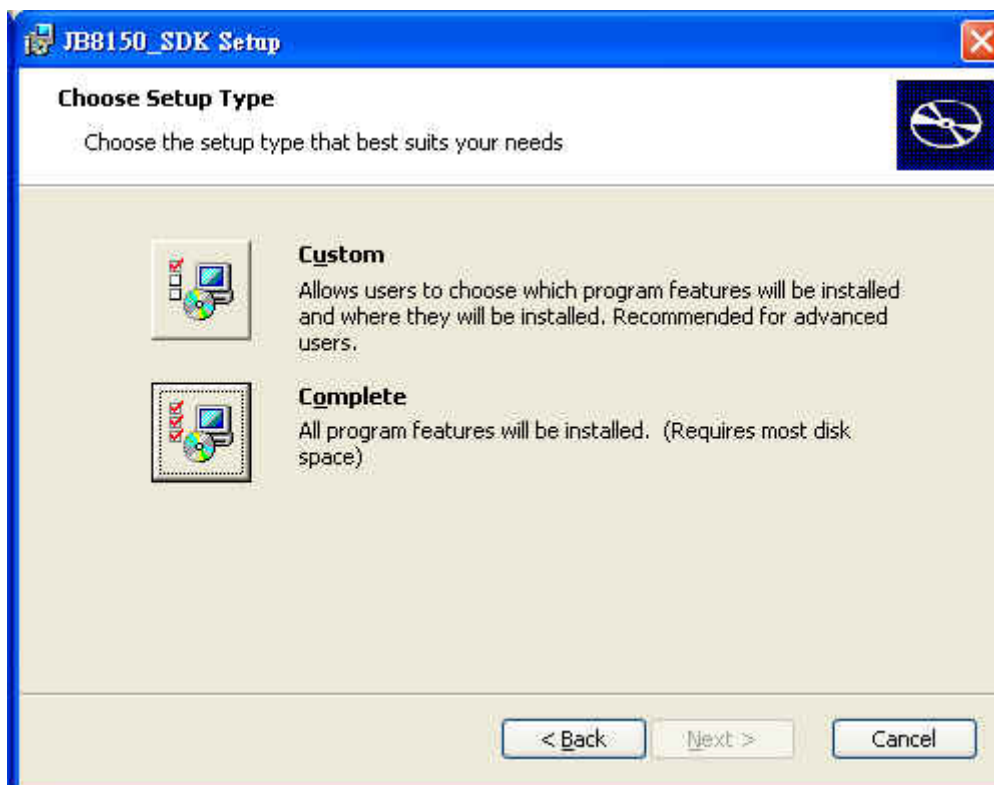 JB8150_SDK Setup
Choose Setup Type
Choose the setup type that best suits your needs
Custom
Allows users to choose which program features will be installed
and where they will be installed. Recommended for advanced
users.
Complete
All program features will be installed.  (Requires most disk
space)
< Back Next > Cancel